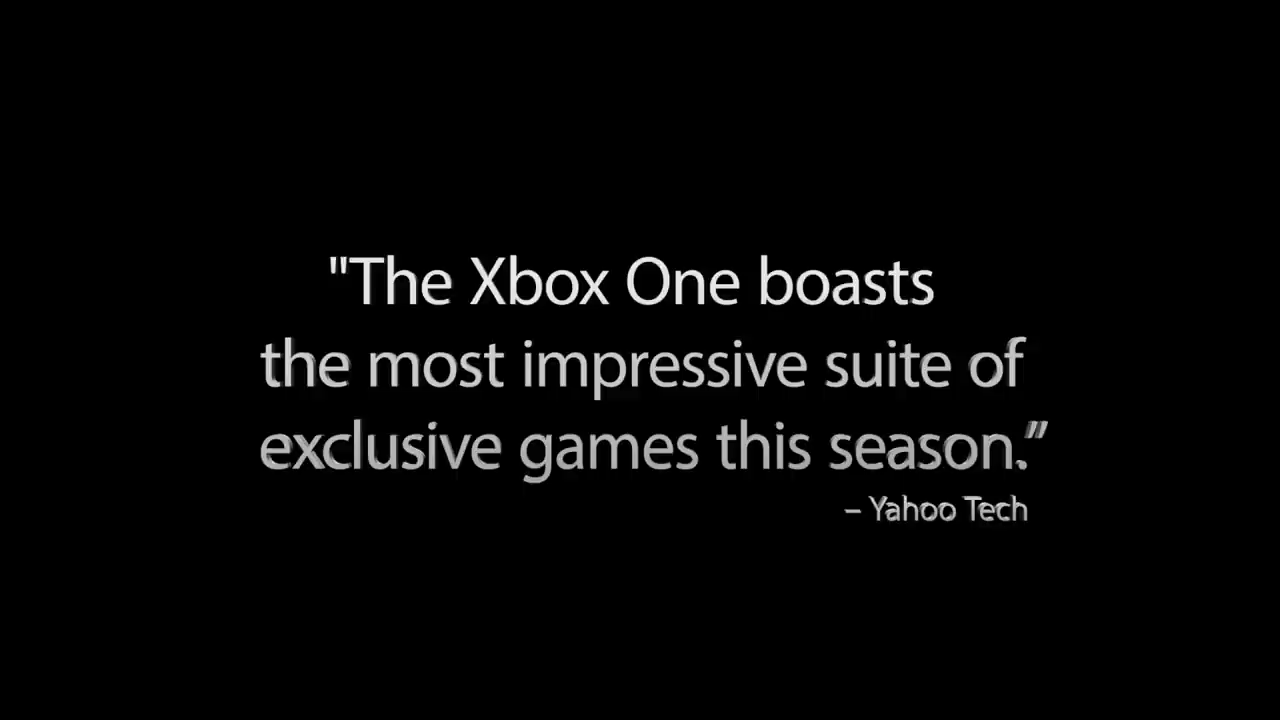 "The Xbox One boasts
the most impressive suite of
exclusive games this season.”
– Yahoo Tech